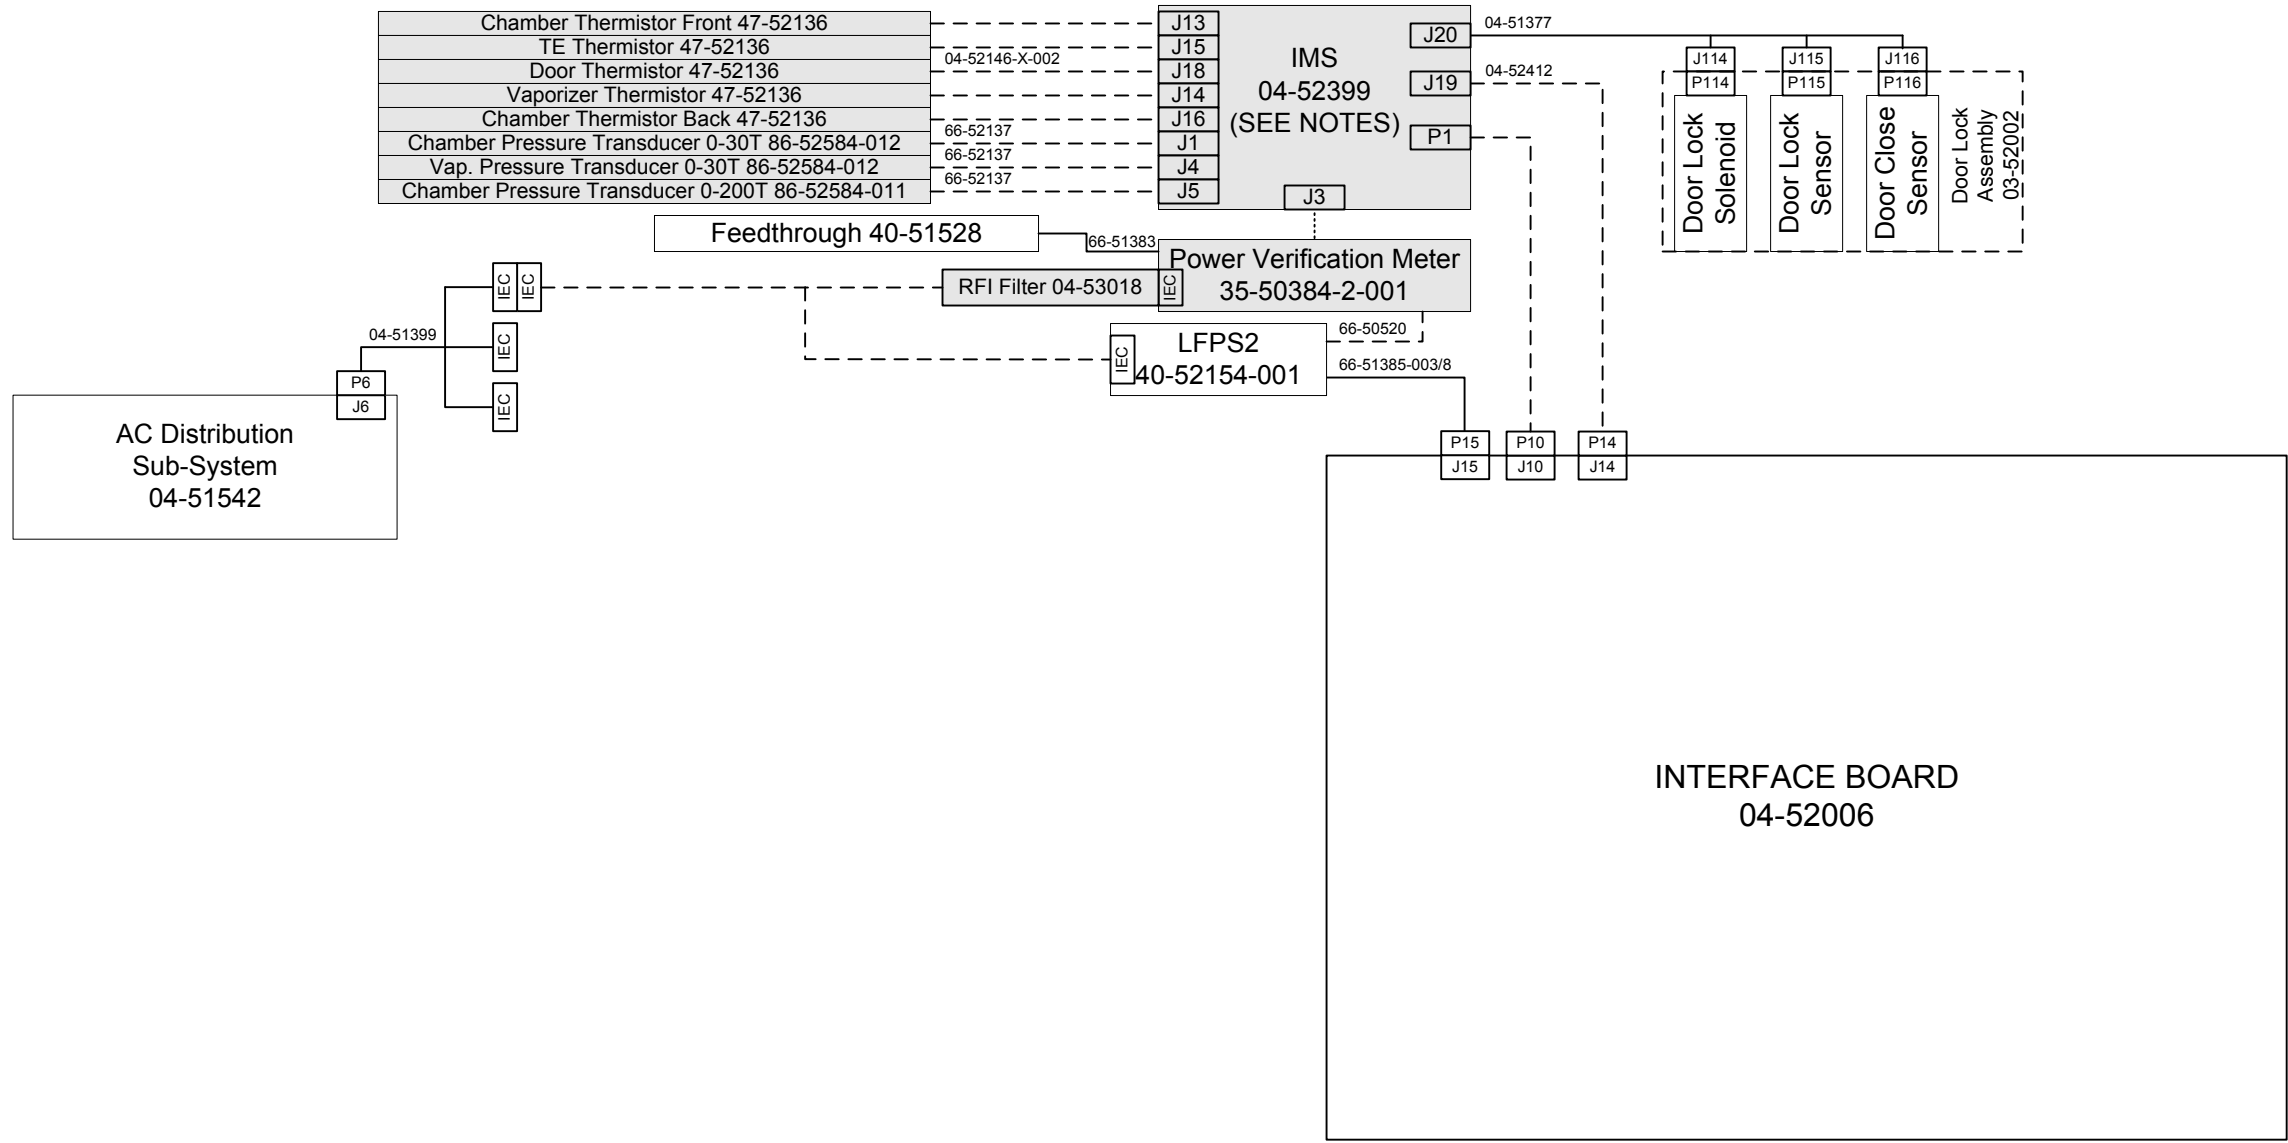 Chamber Thermistor Front 47-52136
TE Thermistor 47-52136
Door Thermistor 47-52136
Vaporizer Thermistor 47-52136
Chamber Thermistor Back 47-52136
Chamber Pressure Transducer 0-30T 86-52584-012
Vap. Pressure Transducer 0-30T 86-52584-012
Chamber Pressure Transducer 0-200T 86-52584-011
04-52146-X-002
66-52137
66-52137
66-52137
J13
J15
J18
J14
J16
J1
J4
J5
IMS
04-52399
(SEE NOTES)
J20
J19
P1
J3
04-51377
04-52412
J114
P114
J115
P115
J116
P116
Door Lock
Solenoid
Door Lock
Sensor
Door Close
Sensor
Door Lock
Assembly
03-52002
Feedthrough 40-51528
66-51383
Power Verification Meter
35-50384-2-001
IEC
RFI Filter 04-53018
IEC
IEC
IEC
IEC
04-51399
P6
J6
AC Distribution
Sub-System
04-51542
IEC
LFPS2
40-52154-001
66-50520
66-51385-003/8
P15
J15
P10
J10
P14
J14
INTERFACE BOARD
04-52006